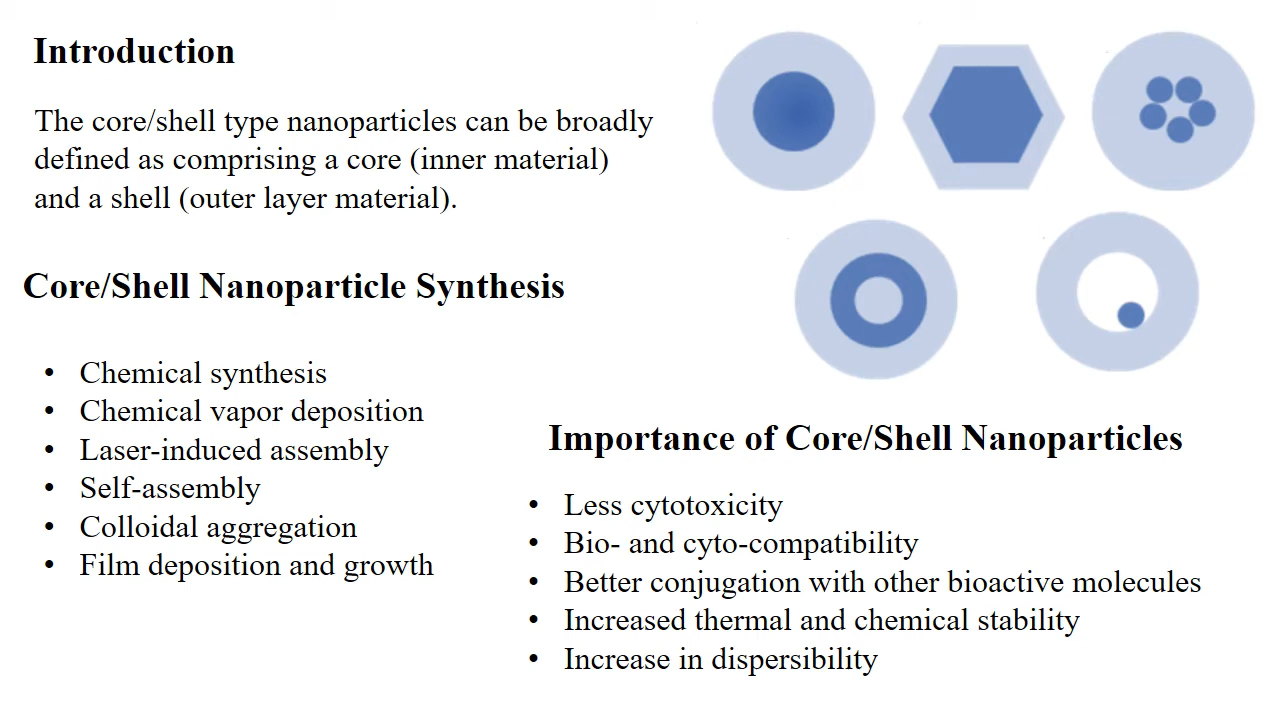 Introduction
The core/shell type nanoparticles can be broadly
defined as comprising a core (inner material)
and a shell (outer layer material).
Core/Shell Nanoparticle Synthesis
• Chemical synthesis
• Chemical vapor deposition
• Laser-induced assembly
• Self-assembly
• Colloidal aggregation
• Film deposition and growth
Importance of Core/Shell Nanoparticles
• Less cytotoxicity
• Bio- and cyto-compatibility
• Better conjugation with other bioactive molecules
• Increased thermal and chemical stability
• Increase in dispersibility